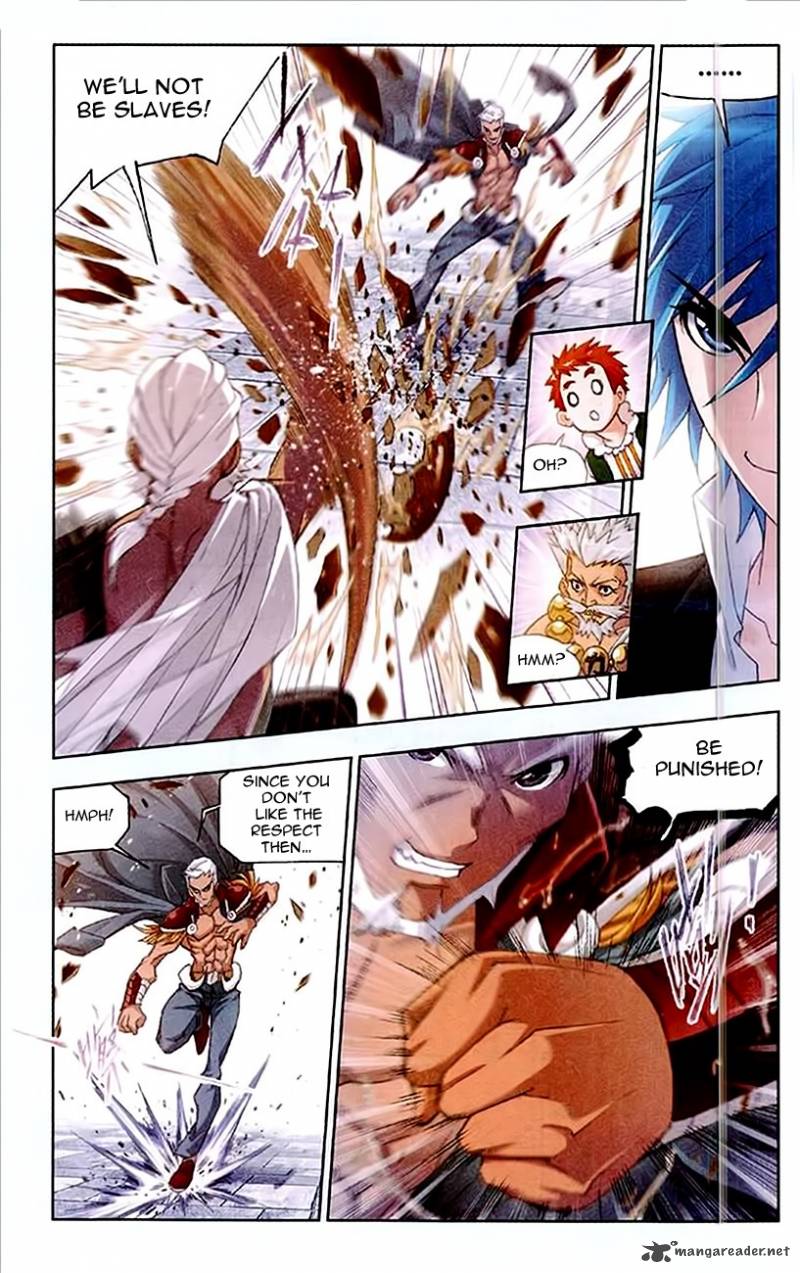 WE'LL NOT
BE SLAVES!
......
OH?
HMM?
HMPH!
SINCE YOU
DON'T
LIKE THE
RESPECT
THEN...
BE
PUNISHED!
mangareader.net